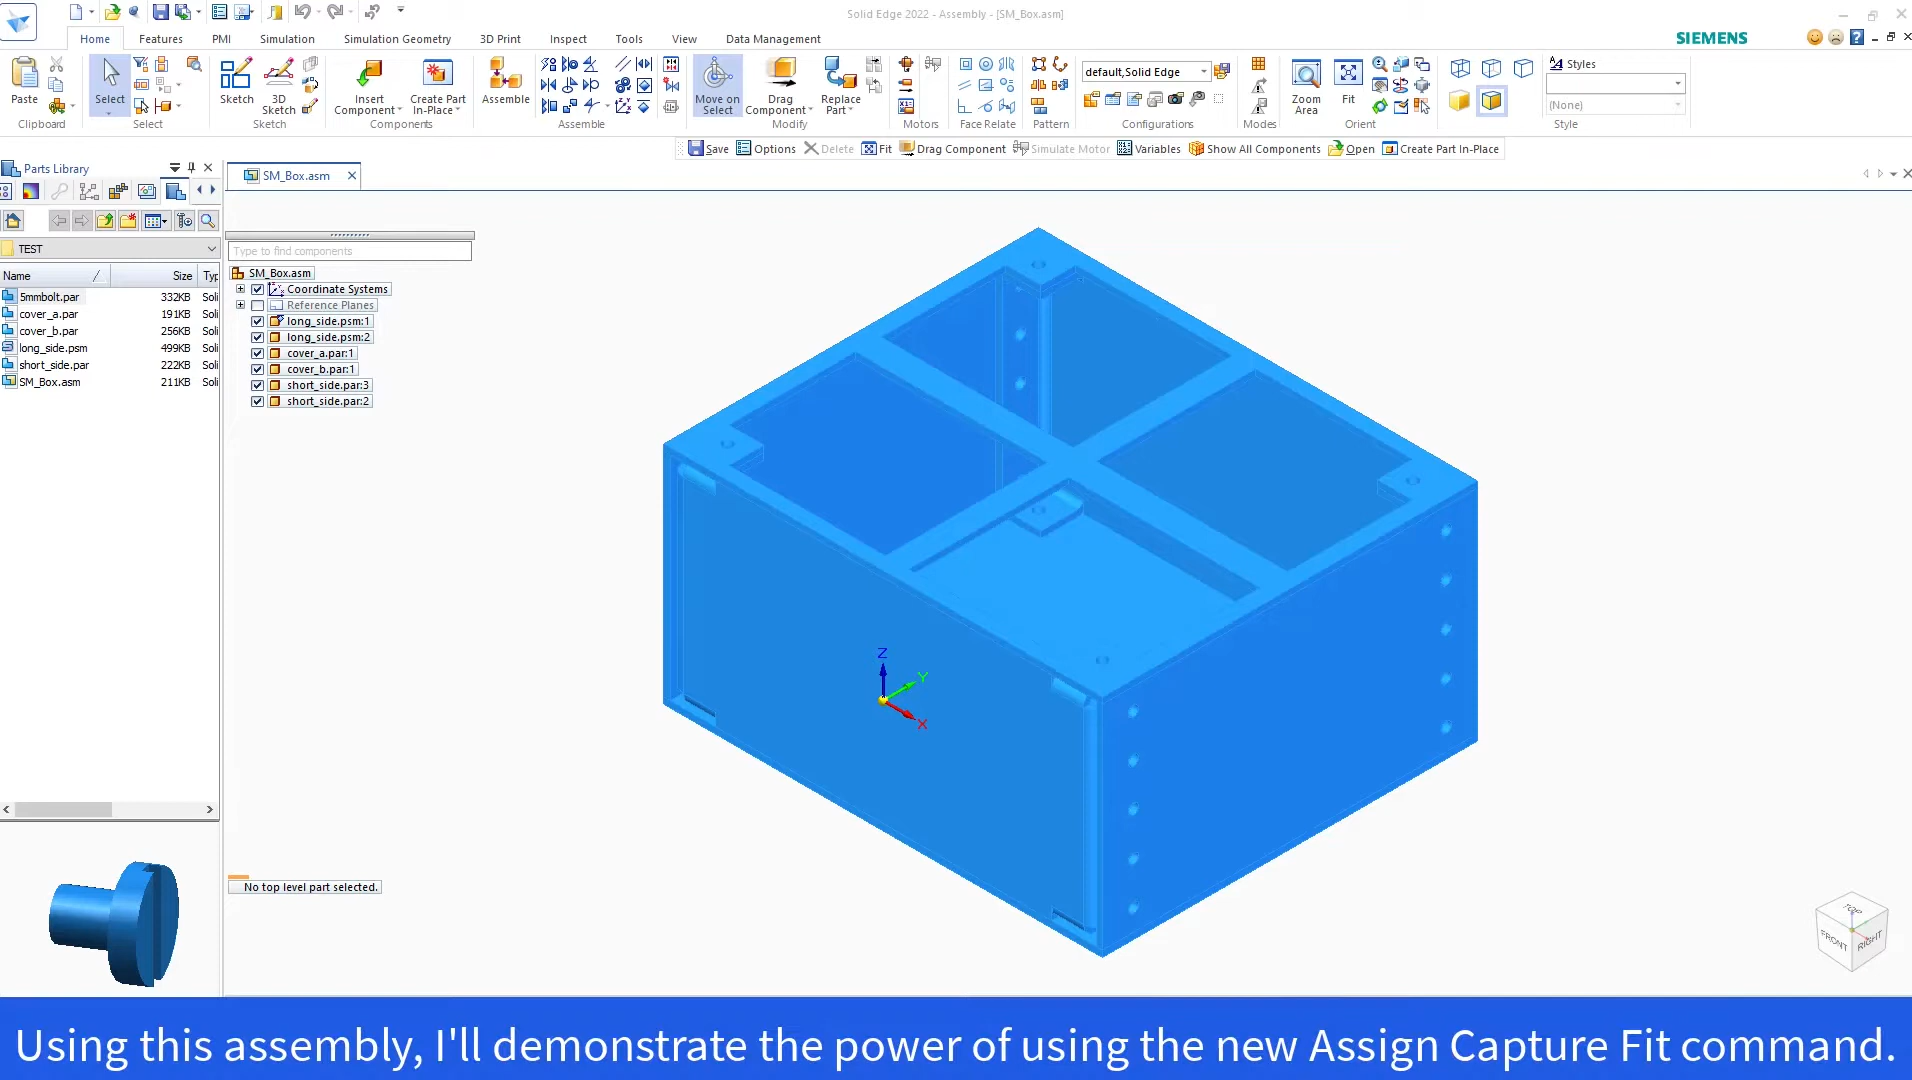 Solid Edge 2022 - Assembly - [SM_Box.asm]
Home Features PMI Simulation Simulation Geometry 3D Print Inspect Tools View Data Management
SIEMENS
Paste
Clipboard
Select
Select
Sketch
3D Sketch
Sketch
Insert Component
Create Part In-Place
Components
Assemble
Assemble
Move on Select
Drag Component
Replace Part
Modify
Motors
Face Relate
Pattern
default,Solid Edge
Configurations
Modes
Zoom Area
Fit
Orient
Styles
(None)
Style
Save Options Delete Fit Drag Component Simulate Motor Variables Show All Components Open Create Part In-Place
Parts Library
SM_Box.asm
TEST
Name Size Typ
5mmbolt.par 332KB Soli
cover_a.par 191KB Soli
cover_b.par 256KB Soli
long_side.psm 499KB Soli
short_side.par 222KB Soli
SM_Box.asm 211KB Soli
Type to find components
SM_Box.asm
Coordinate Systems
Reference Planes
long_side.psm:1
long_side.psm:2
cover_a.par:1
cover_b.par:1
short_side.par:3
short_side.par:2
Z
Y
X
No top level part selected.
TOP
FRONT
RIGHT
Using this assembly, I'll demonstrate the power of using the new Assign Capture Fit command.